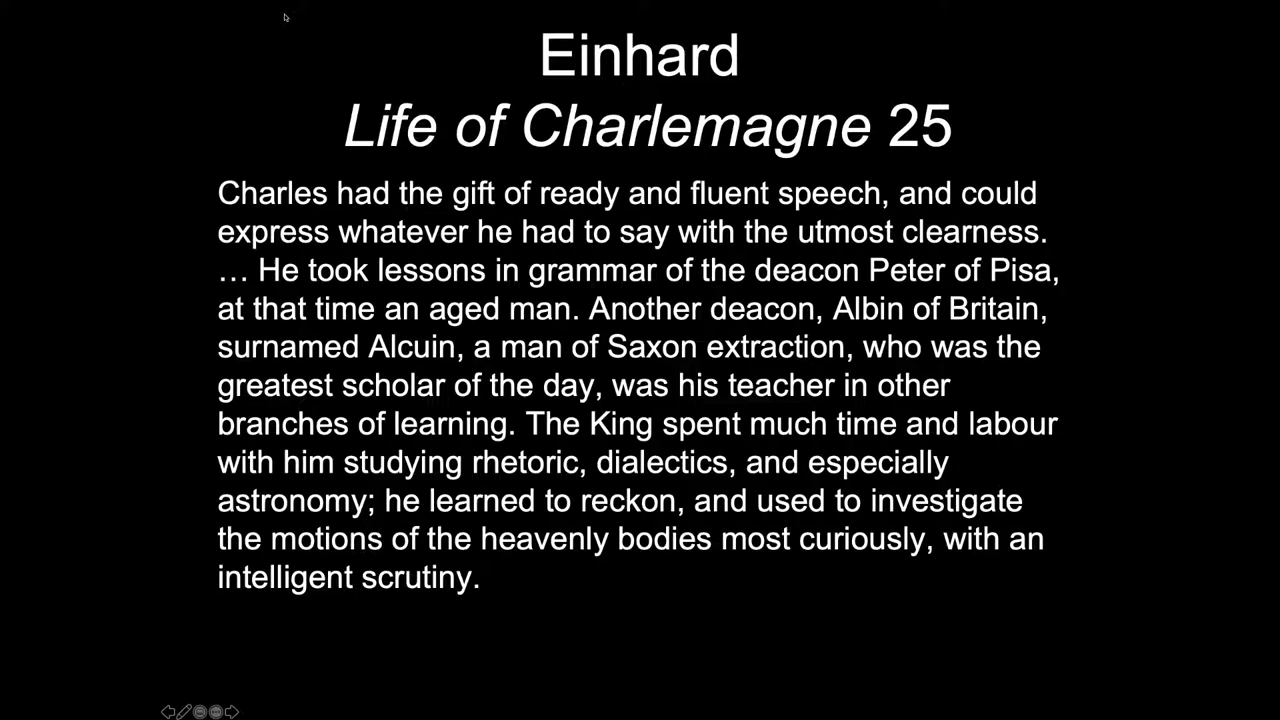 Einhard
Life of Charlemagne 25
Charles had the gift of ready and fluent speech, and could
express whatever he had to say with the utmost clearness.
… He took lessons in grammar of the deacon Peter of Pisa,
at that time an aged man. Another deacon, Albin of Britain,
surnamed Alcuin, a man of Saxon extraction, who was the
greatest scholar of the day, was his teacher in other
branches of learning. The King spent much time and labour
with him studying rhetoric, dialectics, and especially
astronomy; he learned to reckon, and used to investigate
the motions of the heavenly bodies most curiously, with an
intelligent scrutiny.